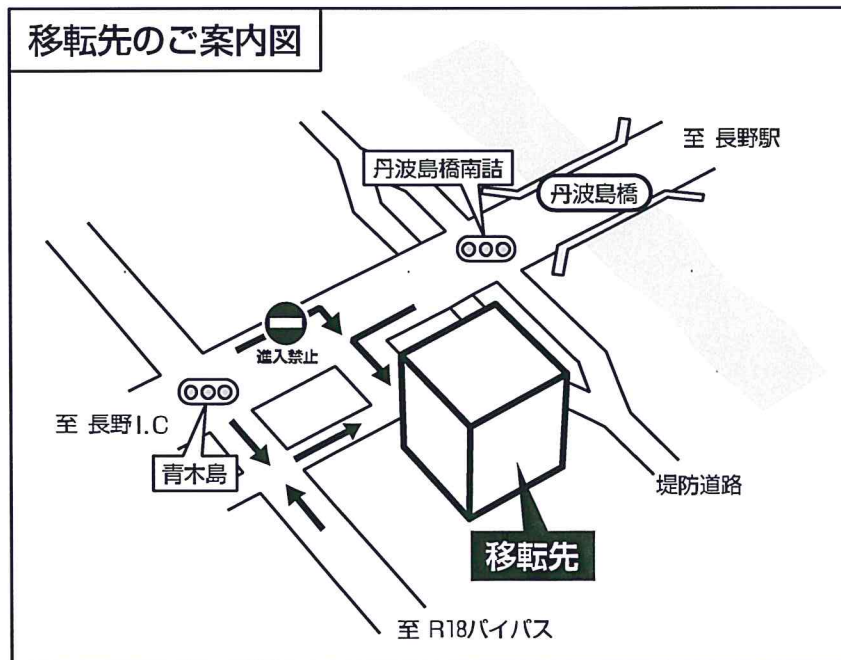 移転先のご案内図
至 長野駅
丹波島橋南詰
丹波島橋
進入禁止
至 長野I.C
青木島
堤防道路
移転先
至 R18バイパス